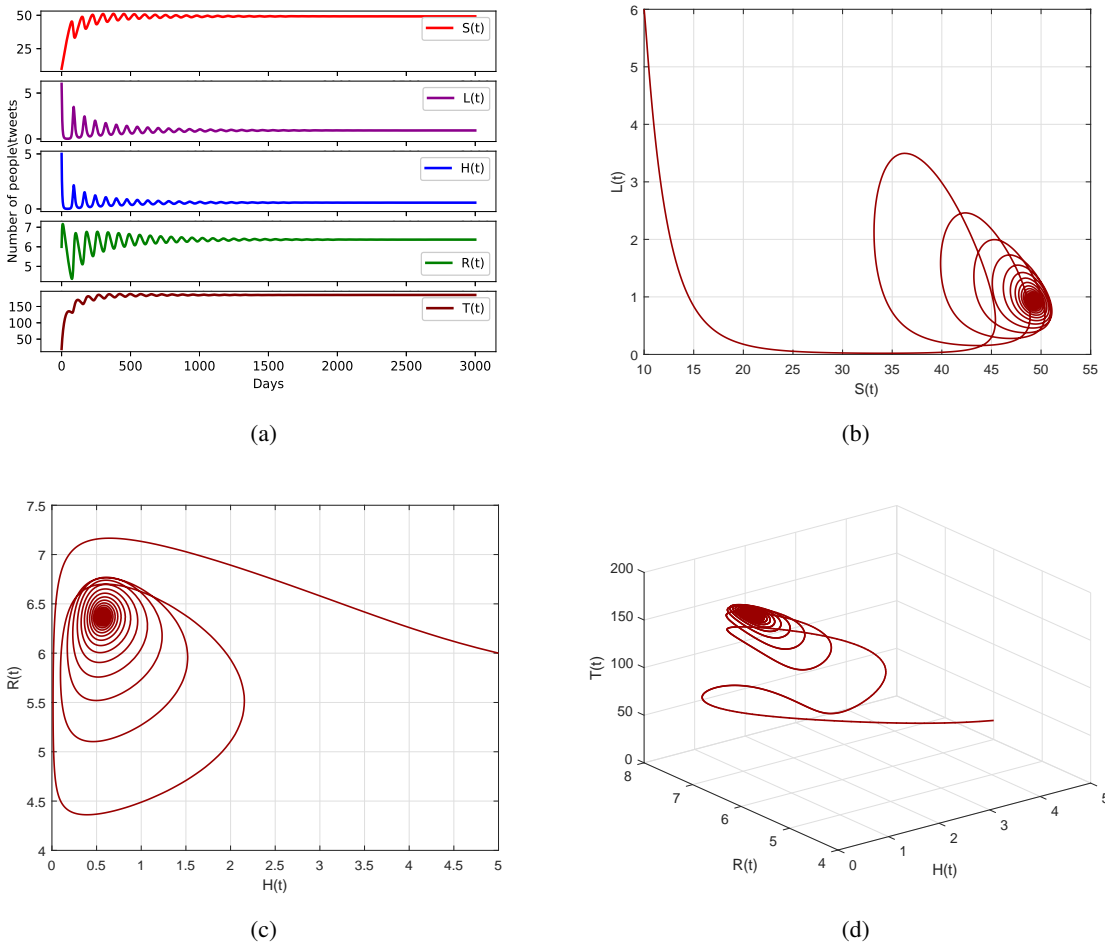 Number of people\tweets
50
25
S(t)
5
0
L(t)
5
0
H(t)
7
6
5
R(t)
150
100
50
T(t)
0 500 1000 1500 2000 2500 3000
Days
(a)
L(t)
6
5
4
3
2
1
0
10 15 20 25 30 35 40 45 50 55
S(t)
(b)
R(t)
7.5
7
6.5
6
5.5
5
4.5
4
0 0.5 1 1.5 2 2.5 3 3.5 4 4.5 5
H(t)
(c)
T(t)
200
150
100
50
0
8
7
6
5
4
R(t)
0
1
2
3
4
5
H(t)
(d)